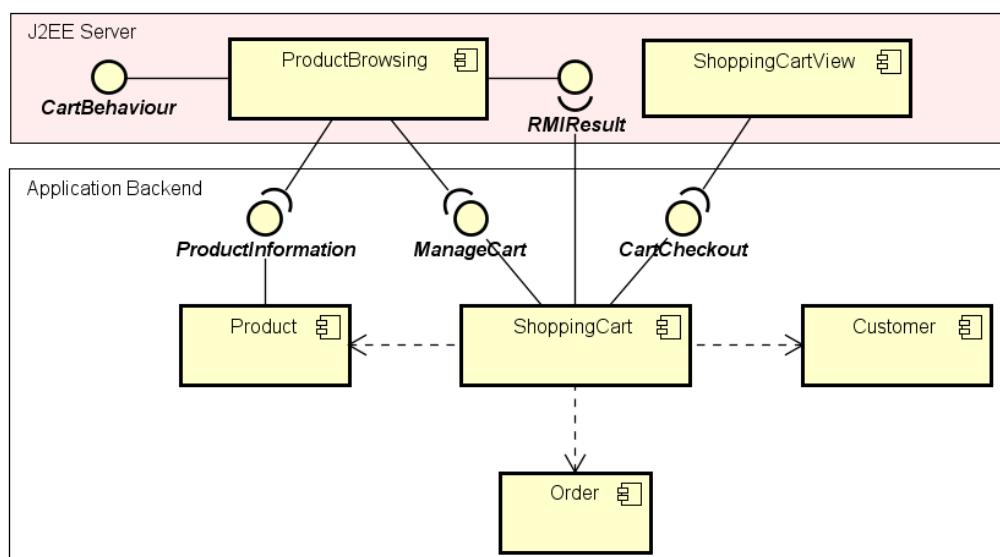 J2EE Server
ProductBrowsing
ShoppingCartView
CartBehaviour
RMIResult
Application Backend
ProductInformation
ManageCart
CartCheckout
Product
ShoppingCart
Customer
Order